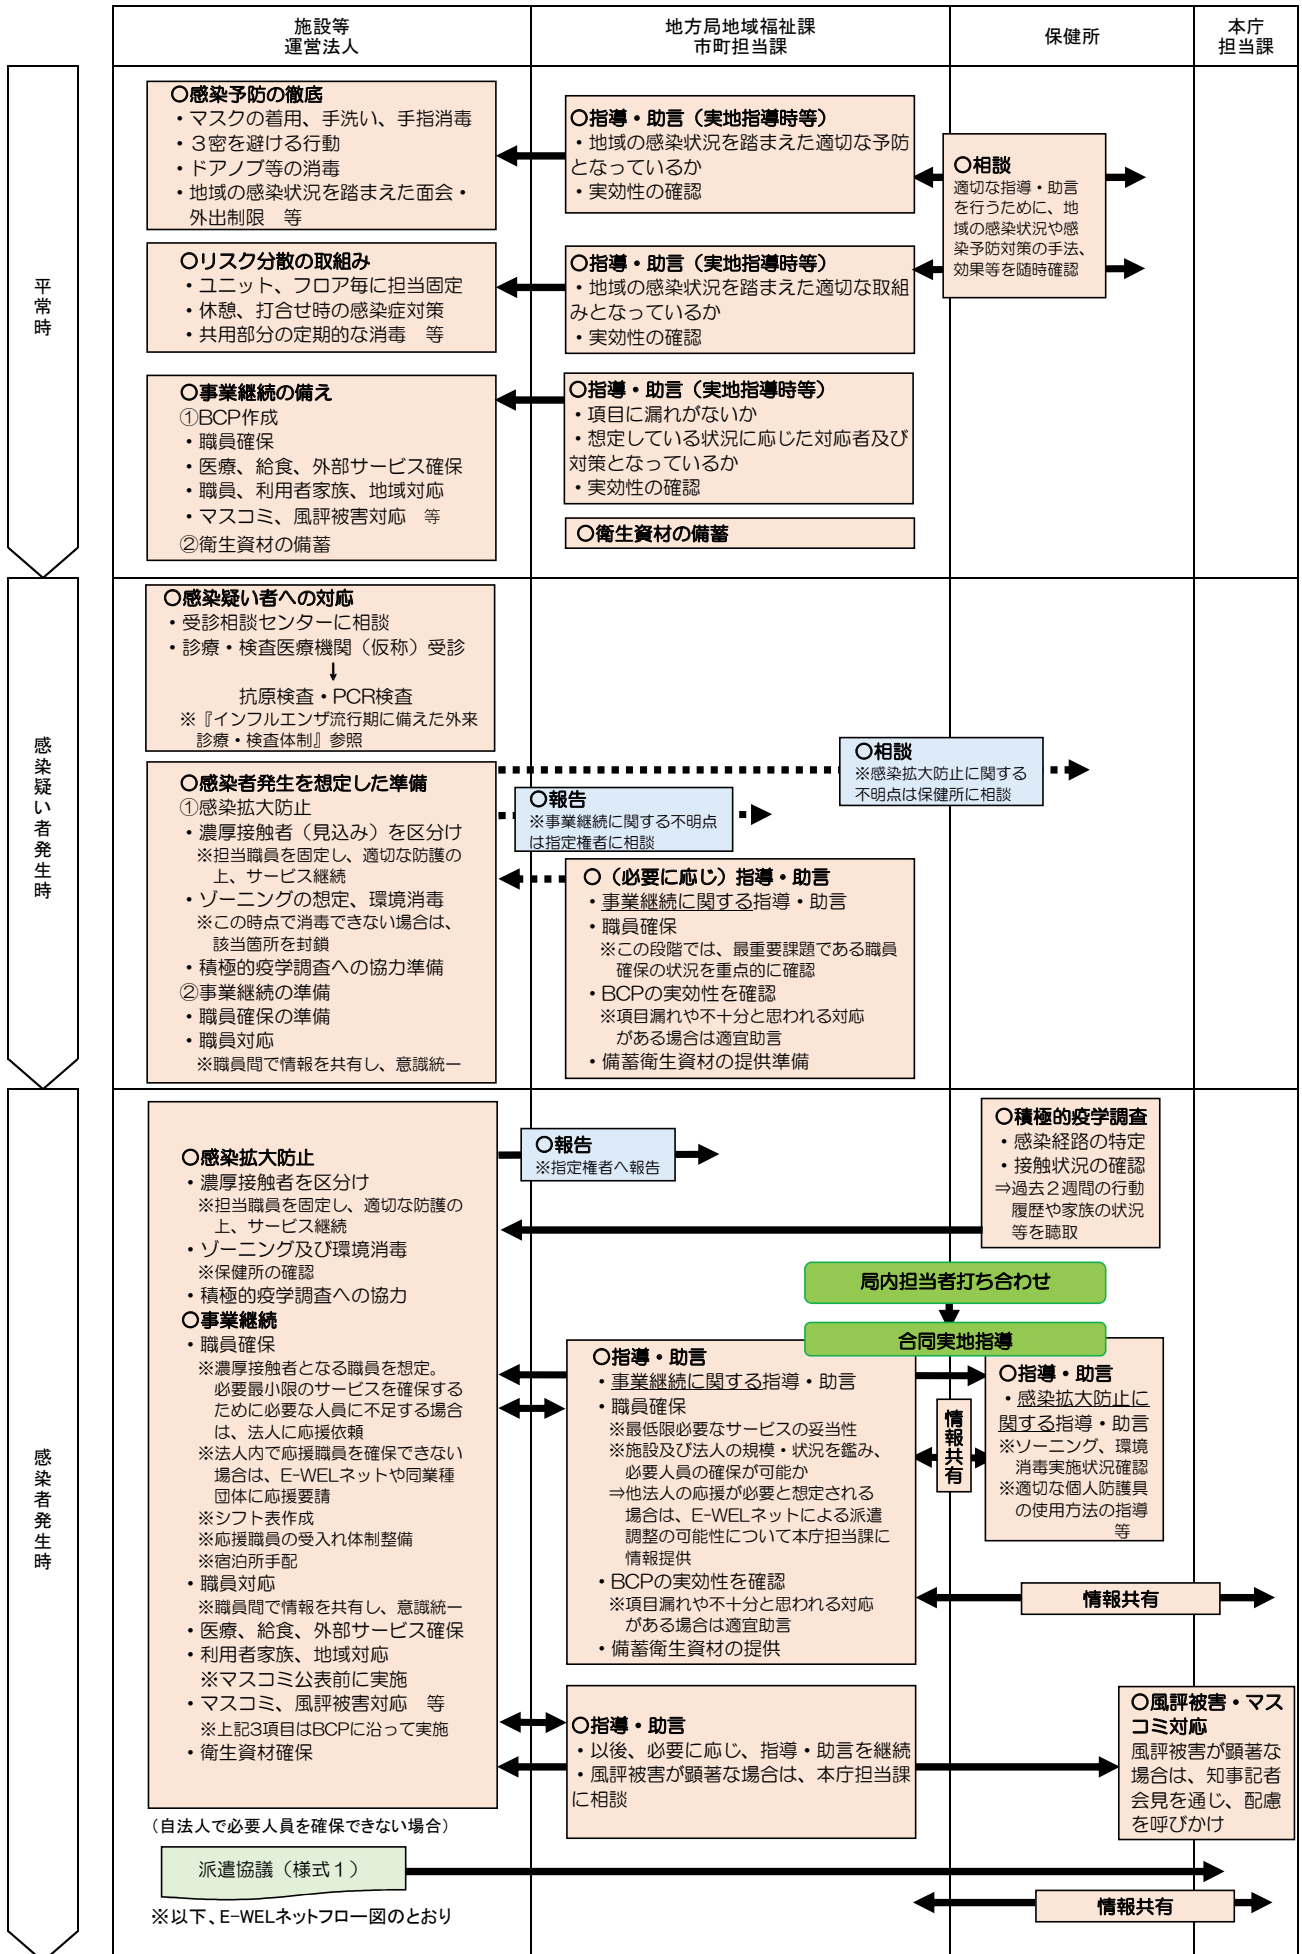 施設等
運営法人
地方局地域福祉課
市町担当課
保健所
本庁
担当課
平常時
○感染予防の徹底
・マスクの着用、手洗い、手指消毒
・３密を避ける行動
・ドアノブ等の消毒
・地域の感染状況を踏まえた面会・
外出制限　等
○指導・助言（実地指導時等）
・地域の感染状況を踏まえた適切な予防
となっているか
・実効性の確認
○相談
適切な指導・助言
を行うために、地
域の感染状況や感
染予防対策の手法、
効果等を随時確認
○リスク分散の取組み
・ユニット、フロア毎に担当固定
・休憩、打合せ時の感染症対策
・共用部分の定期的な消毒　等
○指導・助言（実地指導時等）
・地域の感染状況を踏まえた適切な取組
みとなっているか
・実効性の確認
○事業継続の備え
①BCP作成
・職員確保
・医療、給食、外部サービス確保
・職員、利用者家族、地域対応
・マスコミ、風評被害対応　等
②衛生資材の備蓄
○指導・助言（実地指導時等）
・項目に漏れがないか
・想定している状況に応じた対応者及び
対策となっているか
・実効性の確認
○衛生資材の備蓄
感染疑い者発生時
○感染疑い者への対応
・受診相談センターに相談
・診療・検査医療機関（仮称）受診
↓
抗原検査・PCR検査
※『インフルエンザ流行期に備えた外来
診療・検査体制』参照
○感染者発生を想定した準備
①感染拡大防止
・濃厚接触者（見込み）を区分け
※担当職員を固定し、適切な防護の
上、サービス継続
・ゾーニングの想定、環境消毒
※この時点で消毒できない場合は、
該当箇所を封鎖
・積極的疫学調査への協力準備
②事業継続の準備
・職員確保の準備
・職員対応
※職員間で情報を共有し、意識統一
○相談
※感染拡大防止に関する
不明点は保健所に相談
○報告
※事業継続に関する不明点
は指定権者に相談
○（必要に応じ）指導・助言
・事業継続に関する指導・助言
・職員確保
※この段階では、最重要課題である職員
確保の状況を重点的に確認
・BCPの実効性を確認
※項目漏れや不十分と思われる対応
がある場合は適宜助言
・備蓄衛生資材の提供準備
感染者発生時
○感染拡大防止
・濃厚接触者を区分け
※担当職員を固定し、適切な防護の
上、サービス継続
・ゾーニング及び環境消毒
※保健所の確認
・積極的疫学調査への協力
○事業継続
・職員確保
※濃厚接触者となる職員を想定。
必要最小限のサービスを確保する
ために必要な人員に不足する場合
は、法人に応援依頼
※法人内で応援職員を確保できない
場合は、E-WELネットや同業種
団体に応援要請
※シフト表作成
※応援職員の受入れ体制整備
※宿泊所手配
・職員対応
※職員間で情報を共有し、意識統一
・医療、給食、外部サービス確保
・利用者家族、地域対応
※マスコミ公表前に実施
・マスコミ、風評被害対応　等
※上記3項目はBCPに沿って実施
・衛生資材確保
○報告
※指定権者へ報告
○積極的疫学調査
・感染経路の特定
・接触状況の確認
⇒過去２週間の行動
履歴や家族の状況
等を聴取
局内担当者打ち合わせ
合同実地指導
○指導・助言
・事業継続に関する指導・助言
・職員確保
※最低限必要なサービスの妥当性
※施設及び法人の規模・状況を鑑み、
必要人員の確保が可能か
⇒他法人の応援が必要と想定される
場合は、E-WELネットによる派遣
調整の可能性について本庁担当課に
情報提供
・BCPの実効性を確認
※項目漏れや不十分と思われる対応
がある場合は適宜助言
・備蓄衛生資材の提供
情報共有
○指導・助言
・感染拡大防止に
関する指導・助言
※ソーニング、環境
消毒実施状況確認
※適切な個人防護具
の使用方法の指導
等
情報共有
○指導・助言
・以後、必要に応じ、指導・助言を継続
・風評被害が顕著な場合は、本庁担当課
に相談
○風評被害・マス
コミ対応
風評被害が顕著な
場合は、知事記者
会見を通じ、配慮
を呼びかけ
（自法人で必要人員を確保できない場合）
派遣協議（様式１）
情報共有
※以下、E-WELネットフロー図のとおり